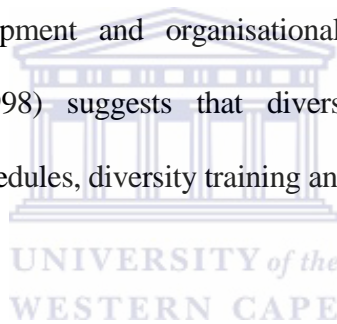 pment and organisational
98) suggests that divers
edules, diversity training an
UNIVERSITY of the
WESTERN CAPE